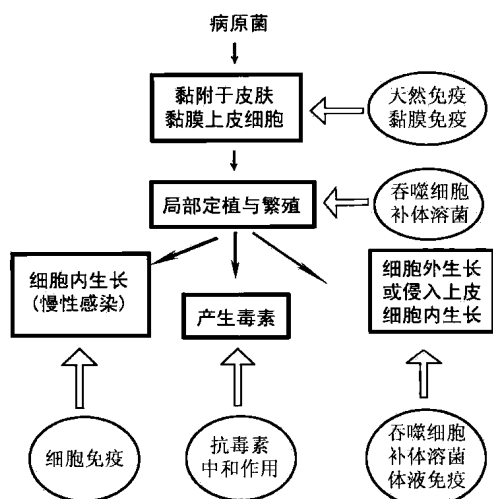 病原菌
黏附于皮肤
黏膜上皮细胞
天然免疫
黏膜免疫
局部定植与繁殖
吞噬细胞
补体溶菌
细胞内生长
(慢性感染)
产生毒素
细胞外生长
或侵入上皮
细胞内生长
细胞免疫
抗毒素
中和作用
吞噬细胞
补体溶菌
体液免疫